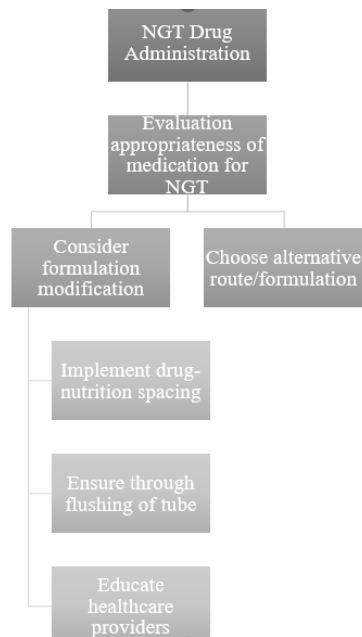 NGT Drug
Administration
Evaluation
appropriateness of
medication for
NGT
Consider
formulation
modification
Choose alternative
route/formulation
Implement drug-
nutrition spacing
Ensure through
flushing of tube
Educate
healthcare
providers